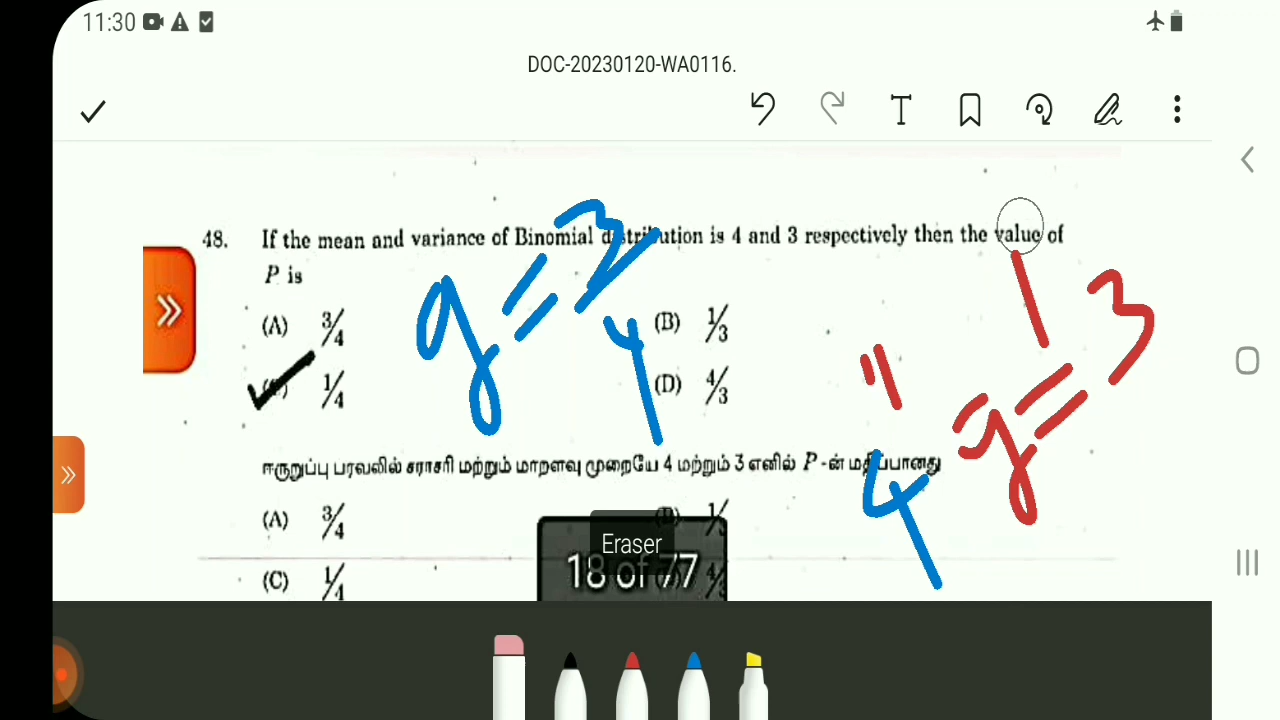 11:30
DOC-20230120-WA0116.
48. If the mean and variance of Binomial distribution is 4 and 3 respectively then the value of
P is
(A) 3/4 (B) 1/3
(C) 1/4 (D) 4/3
q = 3/4
4 q = 3
4
ஈருறுப்பு பரவலில் சராசரி மற்றும் மாறளவு முறையே 4 மற்றும் 3 எனில் P -ன் மதிப்பானது
(A) 3/4 (B) 1/3
Eraser
18 of 77
(C) 1/4 4/3